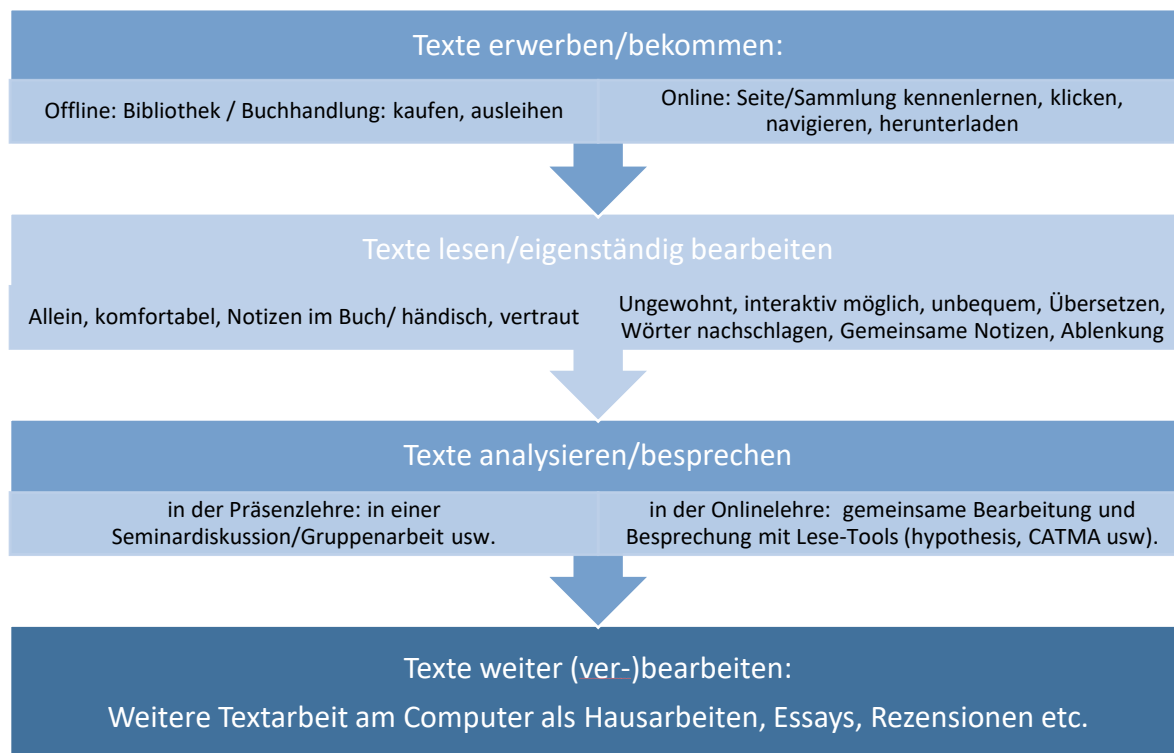 Texte erwerben/bekommen:
Offline: Bibliothek / Buchhandlung: kaufen, ausleihen
Online: Seite/Sammlung kennenlernen, klicken,
navigieren, herunterladen
Texte lesen/eigenständig bearbeiten
Allein, komfortabel, Notizen im Buch/ händisch, vertraut
Ungewohnt, interaktiv möglich, unbequem, Übersetzen,
Wörter nachschlagen, Gemeinsame Notizen, Ablenkung
Texte analysieren/besprechen
in der Präsenzlehre: in einer
Seminardiskussion/Gruppenarbeit usw.
in der Onlinelehre: gemeinsame Bearbeitung und
Besprechung mit Lese-Tools (hypothesis, CATMA usw).
Texte weiter (ver-)bearbeiten:
Weitere Textarbeit am Computer als Hausarbeiten, Essays, Rezensionen etc.